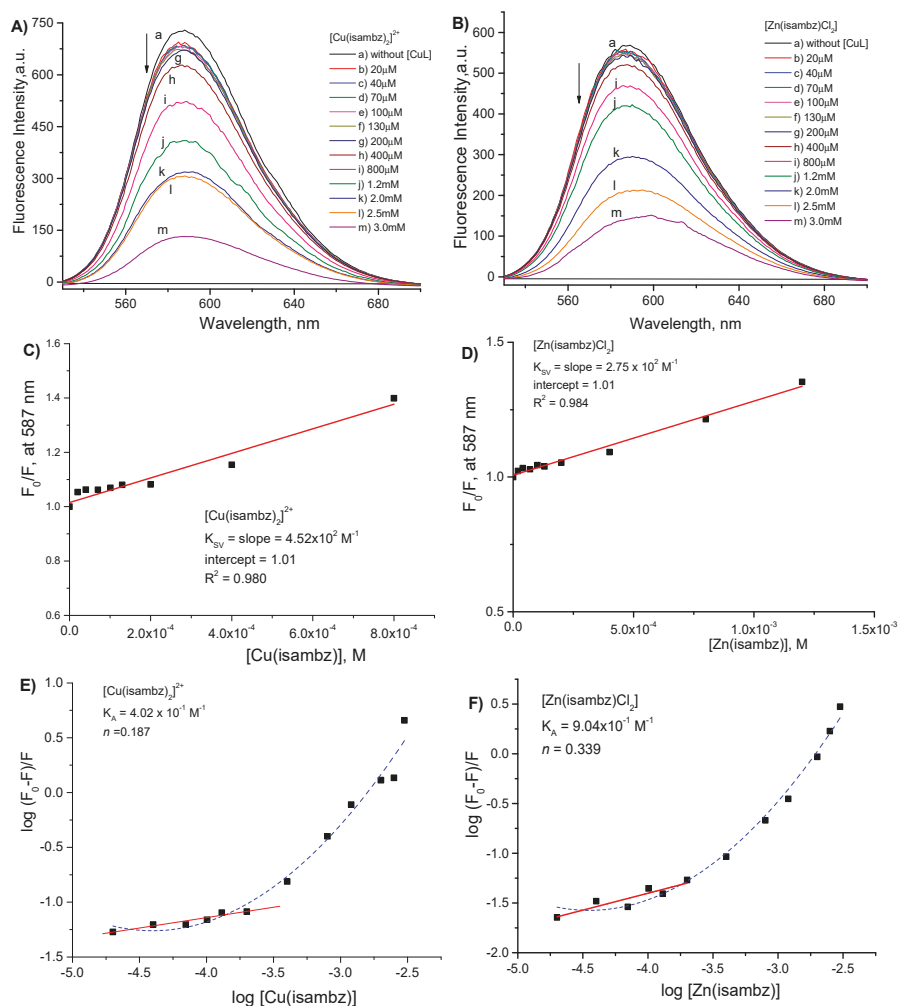 A)
750
600
450
300
150
0
560
600
640
680
Fluorescence Intensity,a.u.
Wavelength, nm
a
g
h
i
j
k
l
m
[Cu(isambz)₂]²⁺
a) without [CuL]
b) 20μM
c) 40μM
d) 70μM
e) 100μM
f) 130μM
g) 200μM
h) 400μM
i) 800μM
j) 1.2mM
k) 2.0mM
l) 2.5mM
m) 3.0mM
B)
600
500
400
300
200
150
100
0
560
600
640
680
Fluorescence Intensity,a.u.
Wavelength, nm
a
i
j
k
l
m
[Zn(isambz)Cl₂]
a) without [CuL]
b) 20μM
c) 40μM
d) 70μM
e) 100μM
f) 130μM
g) 200μM
h) 400μM
i) 800μM
j) 1.2mM
k) 2.0mM
l) 2.5mM
m) 3.0mM
C)
1.6
1.4
1.2
1.0
0.8
0.6
0.0
2.0x10⁻⁴
4.0x10⁻⁴
6.0x10⁻⁴
8.0x10⁻⁴
F₀/F, at 587 nm
[Cu(isambz)], M
[Cu(isambz)₂]²⁺
K_SV = slope = 4.52x10² M⁻¹
intercept = 1.01
R² = 0.980
D)
1.5
1.0
0.5
0.0
5.0x10⁻⁴
1.0x10⁻³
1.5x10⁻³
F₀/F, at 587 nm
[Zn(isambz)], M
[Zn(isambz)Cl₂]
K_SV = slope = 2.75 x 10² M⁻¹
intercept = 1.01
R² = 0.984
E)
1.0
0.5
0.0
-0.5
-1.0
-1.5
-5.0
-4.5
-4.0
-3.5
-3.0
-2.5
log (F₀-F)/F
log [Cu(isambz)]
[Cu(isambz)₂]²⁺
K_A = 4.02 x 10⁻¹ M⁻¹
n =0.187
F)
0.5
0.0
-0.5
-1.0
-1.5
-2.0
-5.0
-4.5
-4.0
-3.5
-3.0
-2.5
log (F₀-F)/F
log [Zn(isambz)]
[Zn(isambz)Cl₂]
K_A = 9.04x10⁻¹ M⁻¹
n = 0.339